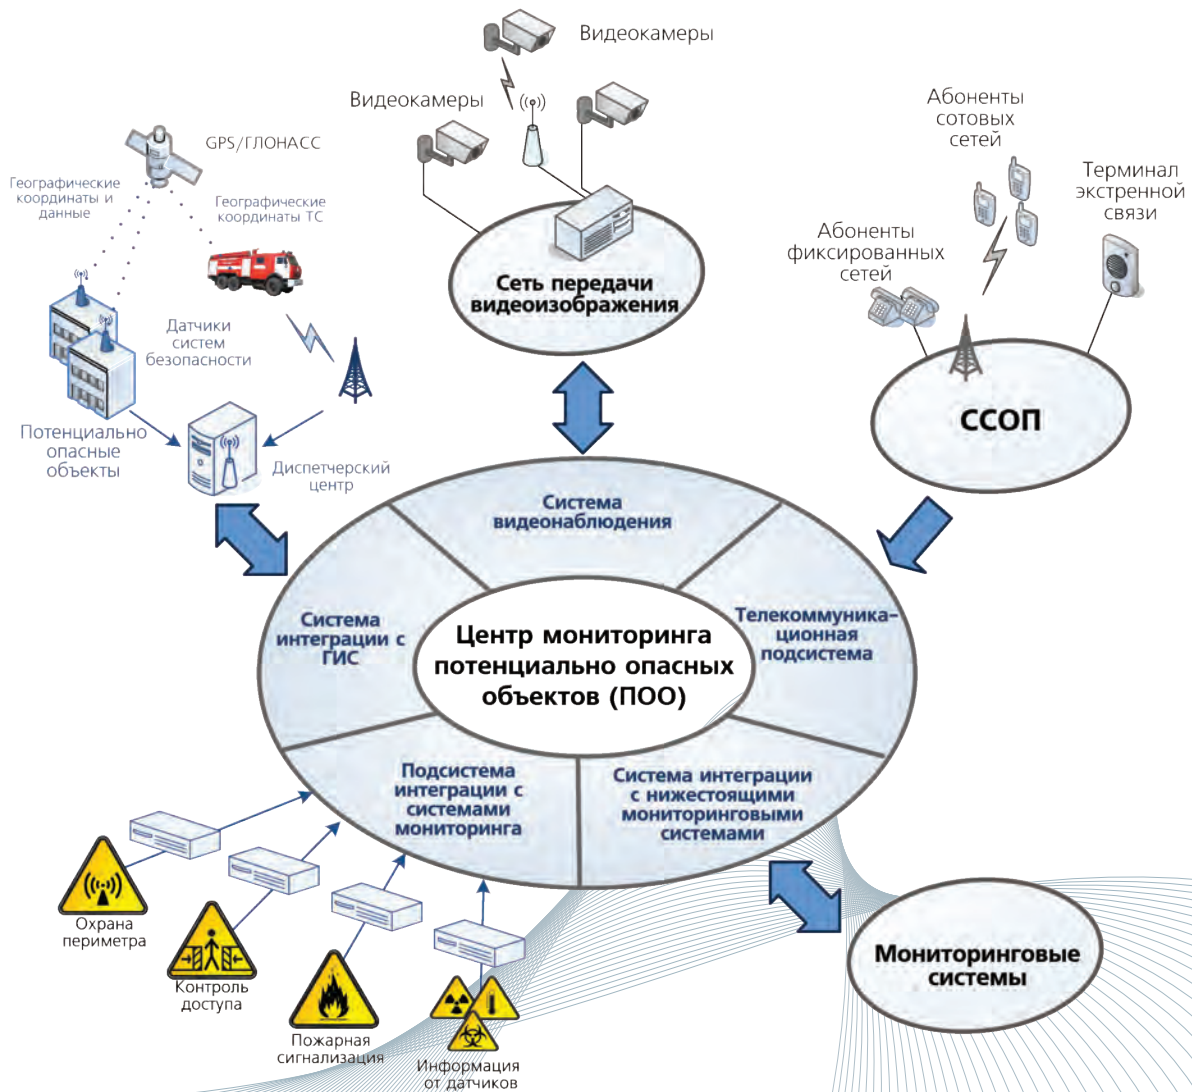 Видеокамеры
Видеокамеры
GPS/ГЛОНАСС
Географические
координаты и
данные
Географические
координаты ТС
Датчики
систем
безопасности
Потенциально
опасные
объекты
Диспетчерский
центр
Сеть передачи
видеоизображения
Абоненты
сотовых
сетей
Терминал
экстренной
связи
Абоненты
фиксированных
сетей
ССОП
Система
видеонаблюдения
Система
интеграции с
ГИС
Телекоммуника-
ционная
подсистема
Центр мониторинга
потенциально опасных
объектов (ПОО)
Подсистема
интеграции с
системами
мониторинга
Система интеграции
с нижестоящими
мониторинговыми
системами
Охрана
периметра
Контроль
доступа
Пожарная
сигнализация
Информация
от датчиков
Мониторинговые
системы